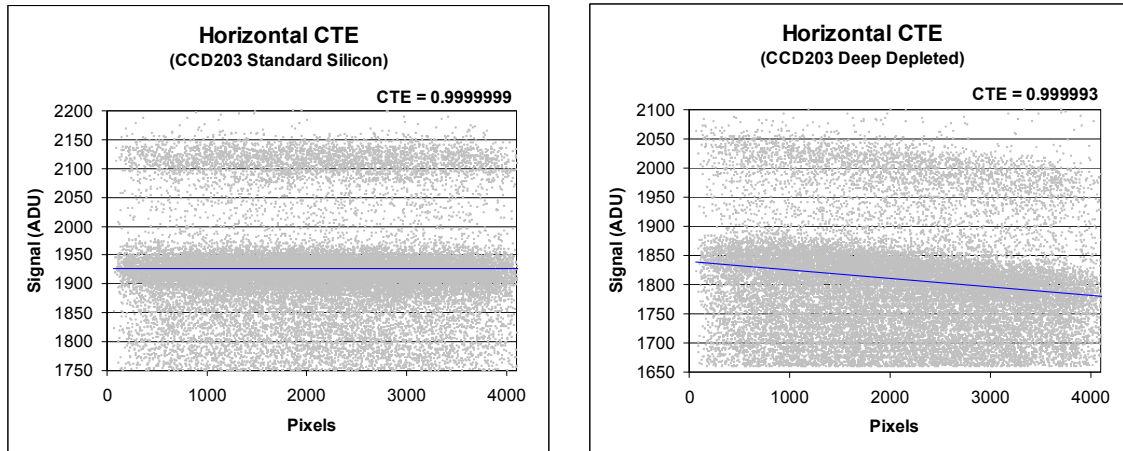 Horizontal CTE
(CCD203 Standard Silicon)
CTE = 0.9999999
2200
2150
2100
2050
2000
1950
1900
1850
1800
1750
Signal (ADU)
0 1000 2000 3000 4000
Pixels
Horizontal CTE
(CCD203 Deep Depleted)
CTE = 0.999993
2100
2050
2000
1950
1900
1850
1800
1750
1700
1650
Signal (ADU)
0 1000 2000 3000 4000
Pixels